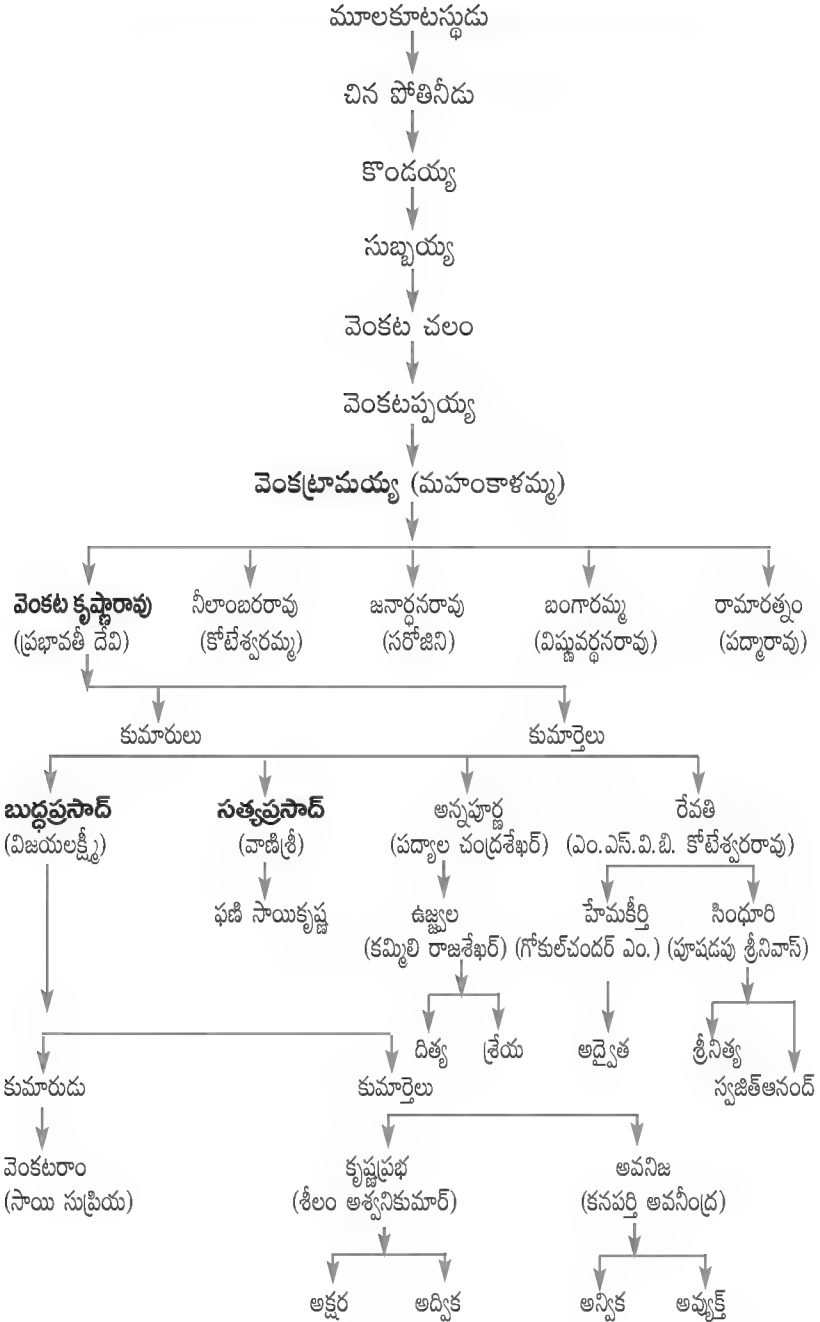 మూలకూటస్థుడు
చిన పోతినీడు
కొండయ్య
సుబ్బయ్య
వెంకట చలం
వెంకటప్పయ్య
వెంకట్రామయ్య (మహంకాళమ్మ)
వెంకట కృష్ణారావు నీలాంబరరావు జనార్ధనరావు బంగారమ్మ రామారత్నం
(ప్రభావతీ దేవి) (కోటేశ్వరమ్మ) (సరోజిని) (విష్ణువర్థనరావు) (పద్మారావు)
కుమారులు కుమార్తెలు
బుద్ధప్రసాద్ సత్యప్రసాద్ అన్నపూర్ణ రేవతి
(విజయలక్ష్మీ) (వాణిశ్రీ) (పద్యాల చంద్రశేఖర్) (ఎం.ఎస్.వి.బి. కోటేశ్వరరావు)
ఫణి సాయికృష్ణ ఉజ్జ్వల హేమకీర్తి సింధూరి
(కమ్మిలి రాజశేఖర్) (గోకుల్‌చందర్ ఎం.) (పూషడపు శ్రీనివాస్)
దిత్య శ్రేయ అద్వైత శ్రీనిత్య
కుమారుడు కుమార్తెలు స్వజిత్ఆనంద్
వెంకటరాం కృష్ణప్రభ అవనిజ
(సాయి సుప్రియ) (శీలం అశ్వనికుమార్) (కనపర్తి అవనీంద్ర)
అక్షర అద్విక అన్విక అవ్యుక్త్